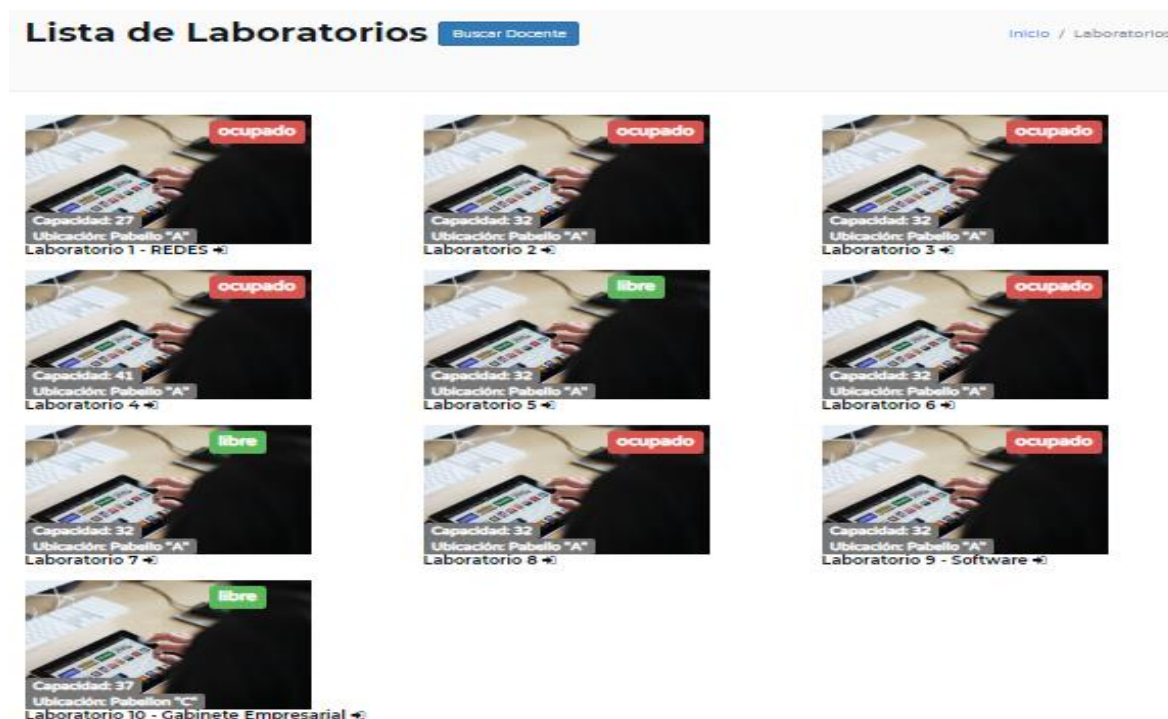 Lista de Laboratorios Buscar Docente Inicio / Laboratorios
ocupado
Capacidad: 27
Ubicación: Pabello "A"
Laboratorio 1 - REDES
ocupado
Capacidad: 32
Ubicación: Pabello "A"
Laboratorio 2
ocupado
Capacidad: 32
Ubicación: Pabello "A"
Laboratorio 3
ocupado
Capacidad: 41
Ubicación: Pabello "A"
Laboratorio 4
libre
Capacidad: 32
Ubicación: Pabello "A"
Laboratorio 5
ocupado
Capacidad: 32
Ubicación: Pabello "A"
Laboratorio 6
libre
Capacidad: 32
Ubicación: Pabello "A"
Laboratorio 7
ocupado
Capacidad: 32
Ubicación: Pabello "A"
Laboratorio 8
ocupado
Capacidad: 32
Ubicación: Pabello "A"
Laboratorio 9 - Software
libre
Capacidad: 37
Ubicación: Pabellon "C"
Laboratorio 10 - Gabinete Empresarial